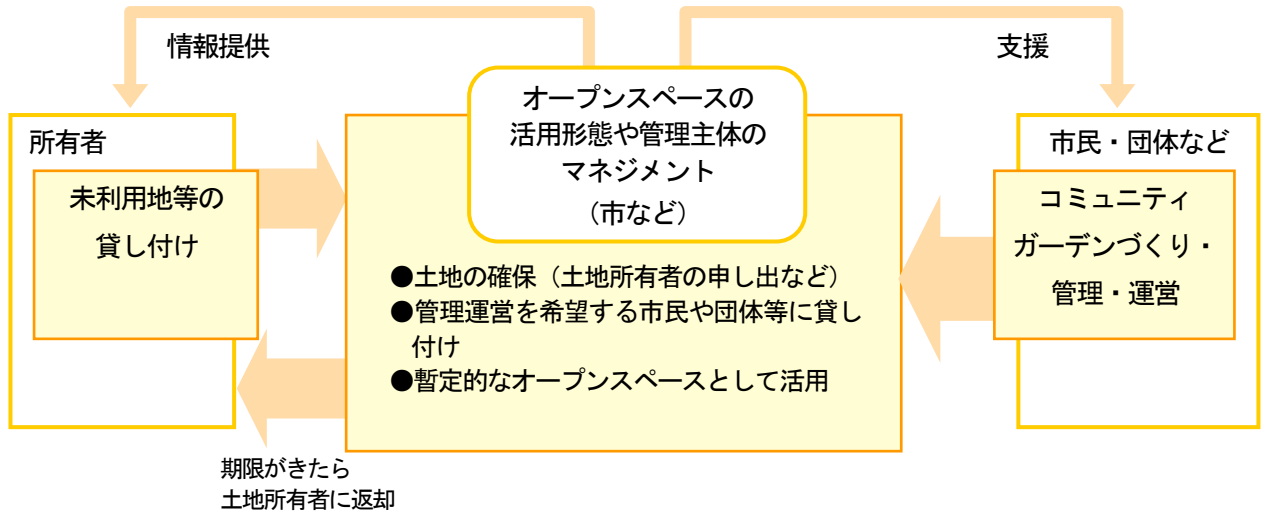 情報提供
支援
オープンスペースの
活用形態や管理主体の
マネジメント
（市など）
所有者
未利用地等の
貸し付け
市民・団体など
コミュニティ
ガーデンづくり・
管理・運営
●土地の確保（土地所有者の申し出など）
●管理運営を希望する市民や団体等に貸し
付け
●暫定的なオープンスペースとして活用
期限がきたら
土地所有者に返却